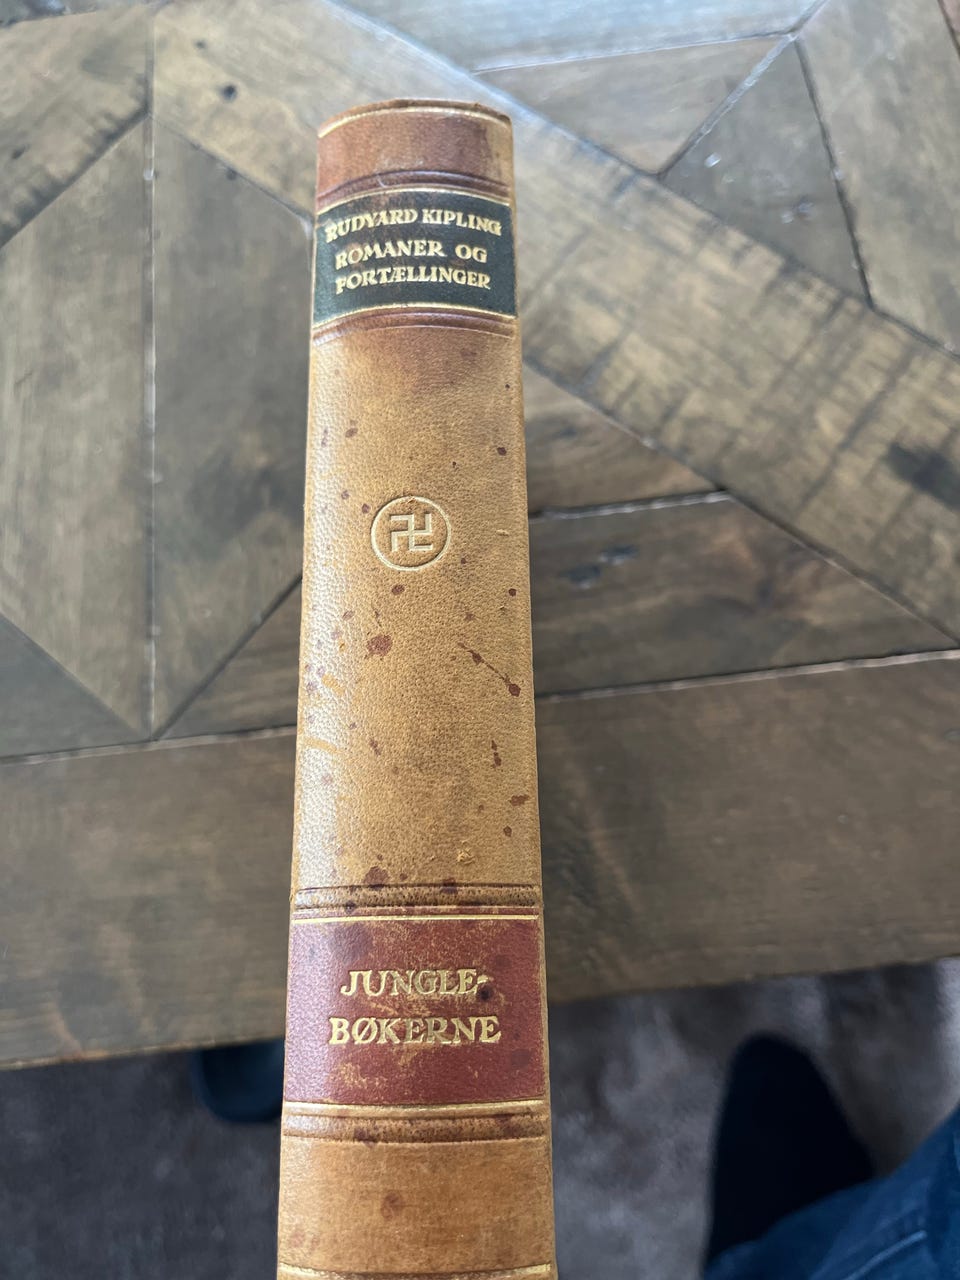 RUDYARD KIPLING
ROMANER OG
FORTÆLLINGER
JUNGLE-
BØKERNE